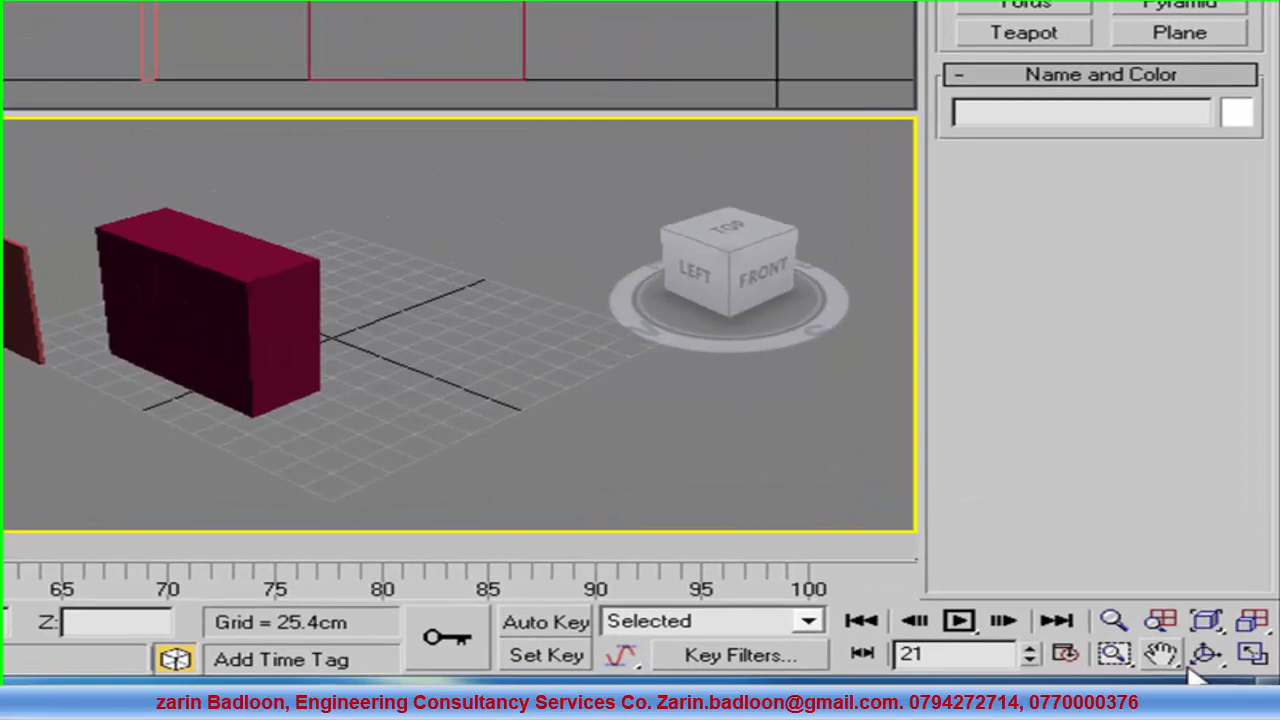 Torus Pyramid
Teapot Plane
- Name and Color
TOP
LEFT FRONT
65 70 75 80 85 90 95 100
Z: Grid = 25.4cm Auto Key Selected
Add Time Tag Set Key Key Filters... 21
zarin Badloon, Engineering Consultancy Services Co. Zarin.badloon@gmail.com. 0794272714, 0770000376